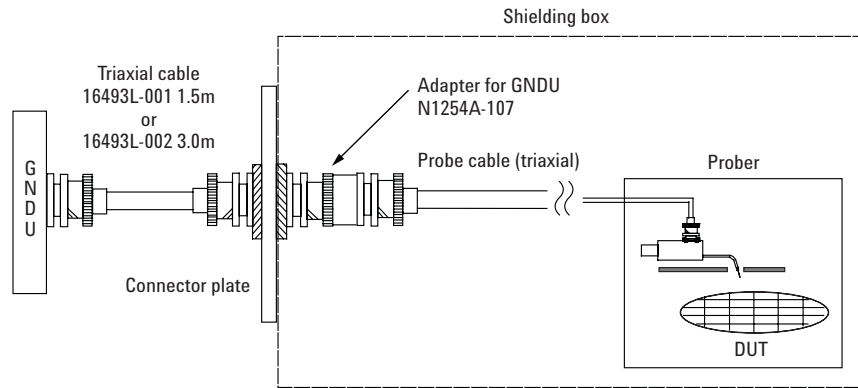 Shielding box
Triaxial cable
16493L-001 1.5m
or
16493L-002 3.0m
Adapter for GNDU
N1254A-107
GNDU
Probe cable (triaxial)
Prober
Connector plate
DUT